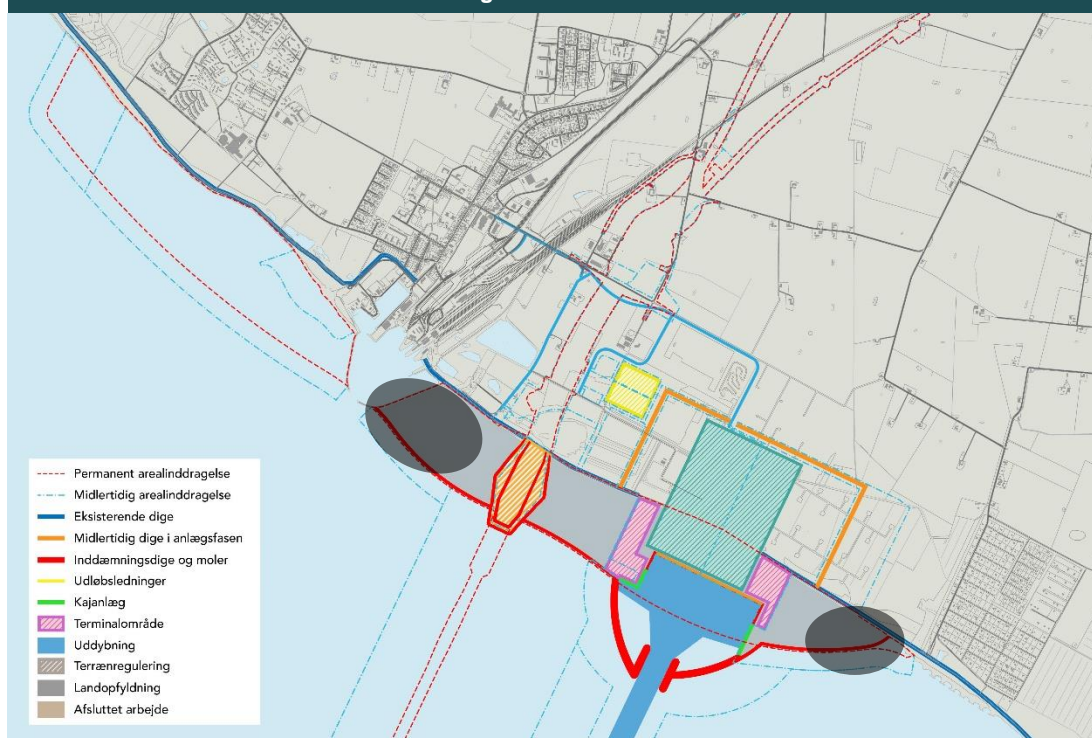 Permanent arealinddragelse
Midlertidig arealinddragelse
Eksisterende dige
Midlertidig dige i anlægsfasen
Inddæmningsdige og moler
Udløbsledninger
Kajanlæg
Terminalområde
Uddybning
Terrænregulering
Landopfyldning
Afsluttet arbejde